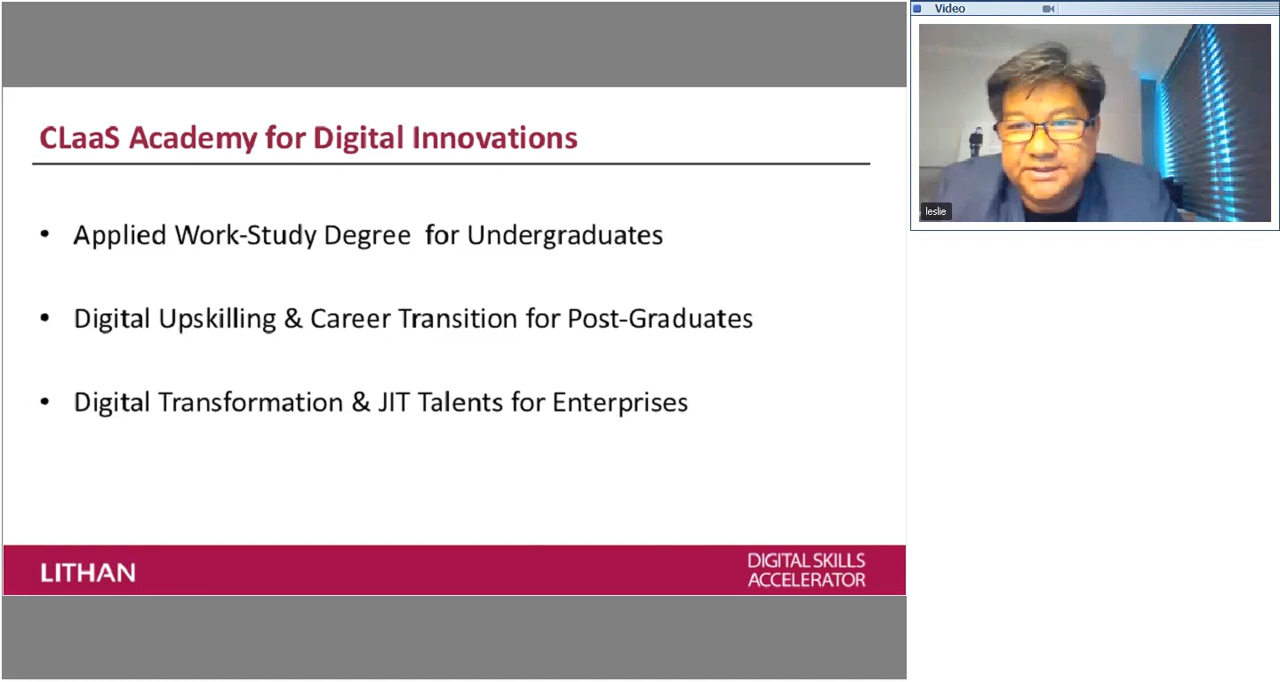 CLaaS Academy for Digital Innovations
• Applied Work-Study Degree for Undergraduates
• Digital Upskilling & Career Transition for Post-Graduates
• Digital Transformation & JIT Talents for Enterprises
LITHAN
DIGITAL SKILLS
ACCELERATOR
Video
leslie